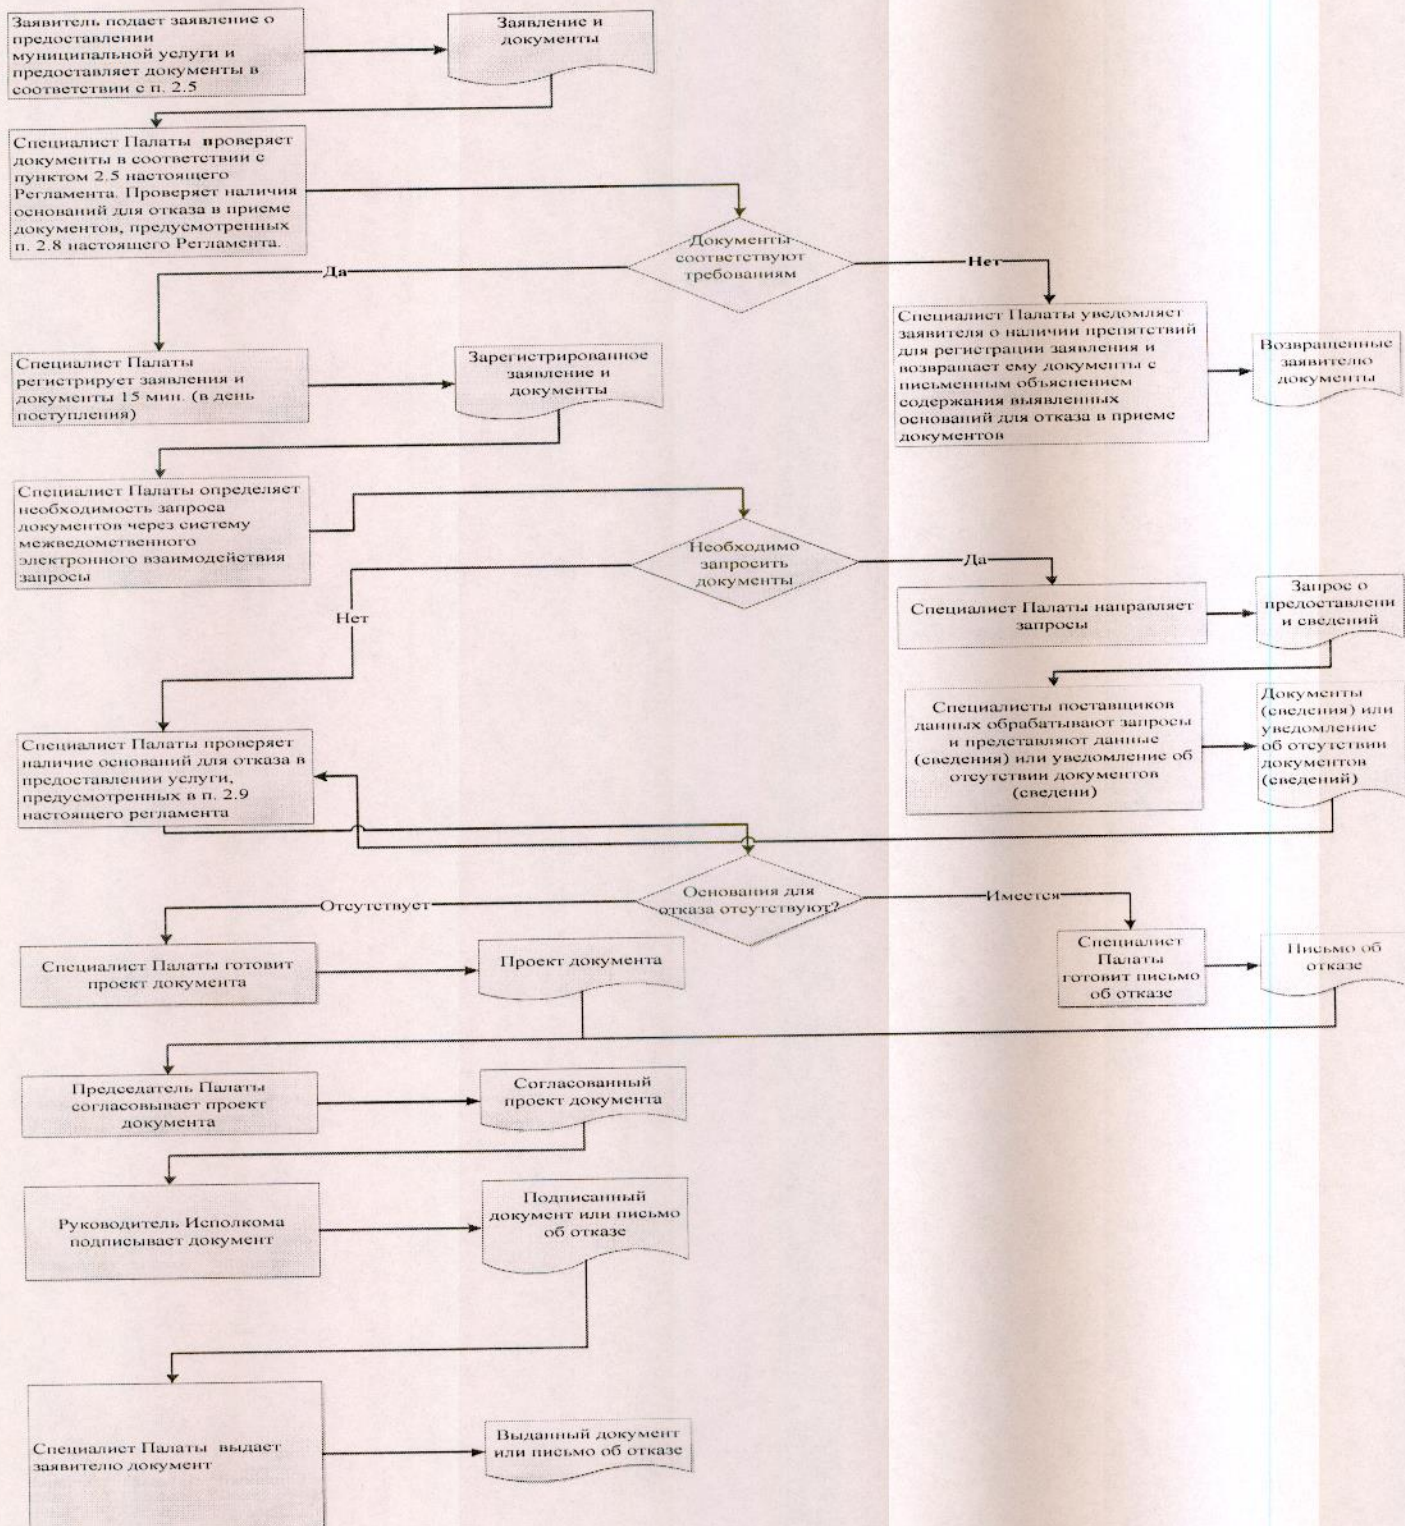 Заявитель подает заявление о
предоставлении
муниципальной услуги и
предоставляет документы в
соответствии с п. 2.5
Заявление и
документы
Специалист Палаты проверяет
документы в соответствии с
пунктом 2.5 настоящего
Регламента. Проверяет наличия
оснований для отказа в приеме
документов, предусмотренных
п. 2.8 настоящего Регламента.
Документы
соответствуют
требованиям
Да
Нет
Специалист Палаты
регистрирует заявления и
документы 15 мин. (в день
поступления)
Зарегистрированное
заявление и
документы
Специалист Палаты уведомляет
заявителя о наличии препятствий
для регистрации заявления и
возвращает ему документы с
письменным объяснением
содержания выявленных
оснований для отказа в приеме
документов
Возвращенные
заявителю
документы
Специалист Палаты определяет
необходимость запроса
документов через систему
межведомственного
электронного взаимодействия
запросы
Необходимо
запросить
документы
Да
Нет
Специалист Палаты направляет
запросы
Запрос о
предоставлени
и сведений
Специалисты поставщиков
данных обрабатывают запросы
и представляют данные
(сведения) или уведомление об
отсутствии документов
(сведени)
Документы
(сведения) или
уведомление
об отсутствии
документов
(сведений)
Специалист Палаты проверяет
наличие оснований для отказа в
предоставлении услуги,
предусмотренных в п. 2.9
настоящего регламента
Основания для
отказа отсутствуют?
Отсутствует
Имеется
Специалист Палаты готовит
проект документа
Проект документа
Специалист
Палаты
готовит письмо
об отказе
Письмо об
отказе
Председатель Палаты
согласовывает проект
документа
Согласованный
проект документа
Руководитель Исполкома
подписывает документ
Подписанный
документ или письмо
об отказе
Специалист Палаты выдает
заявителю документ
Выданный документ
или письмо об отказе